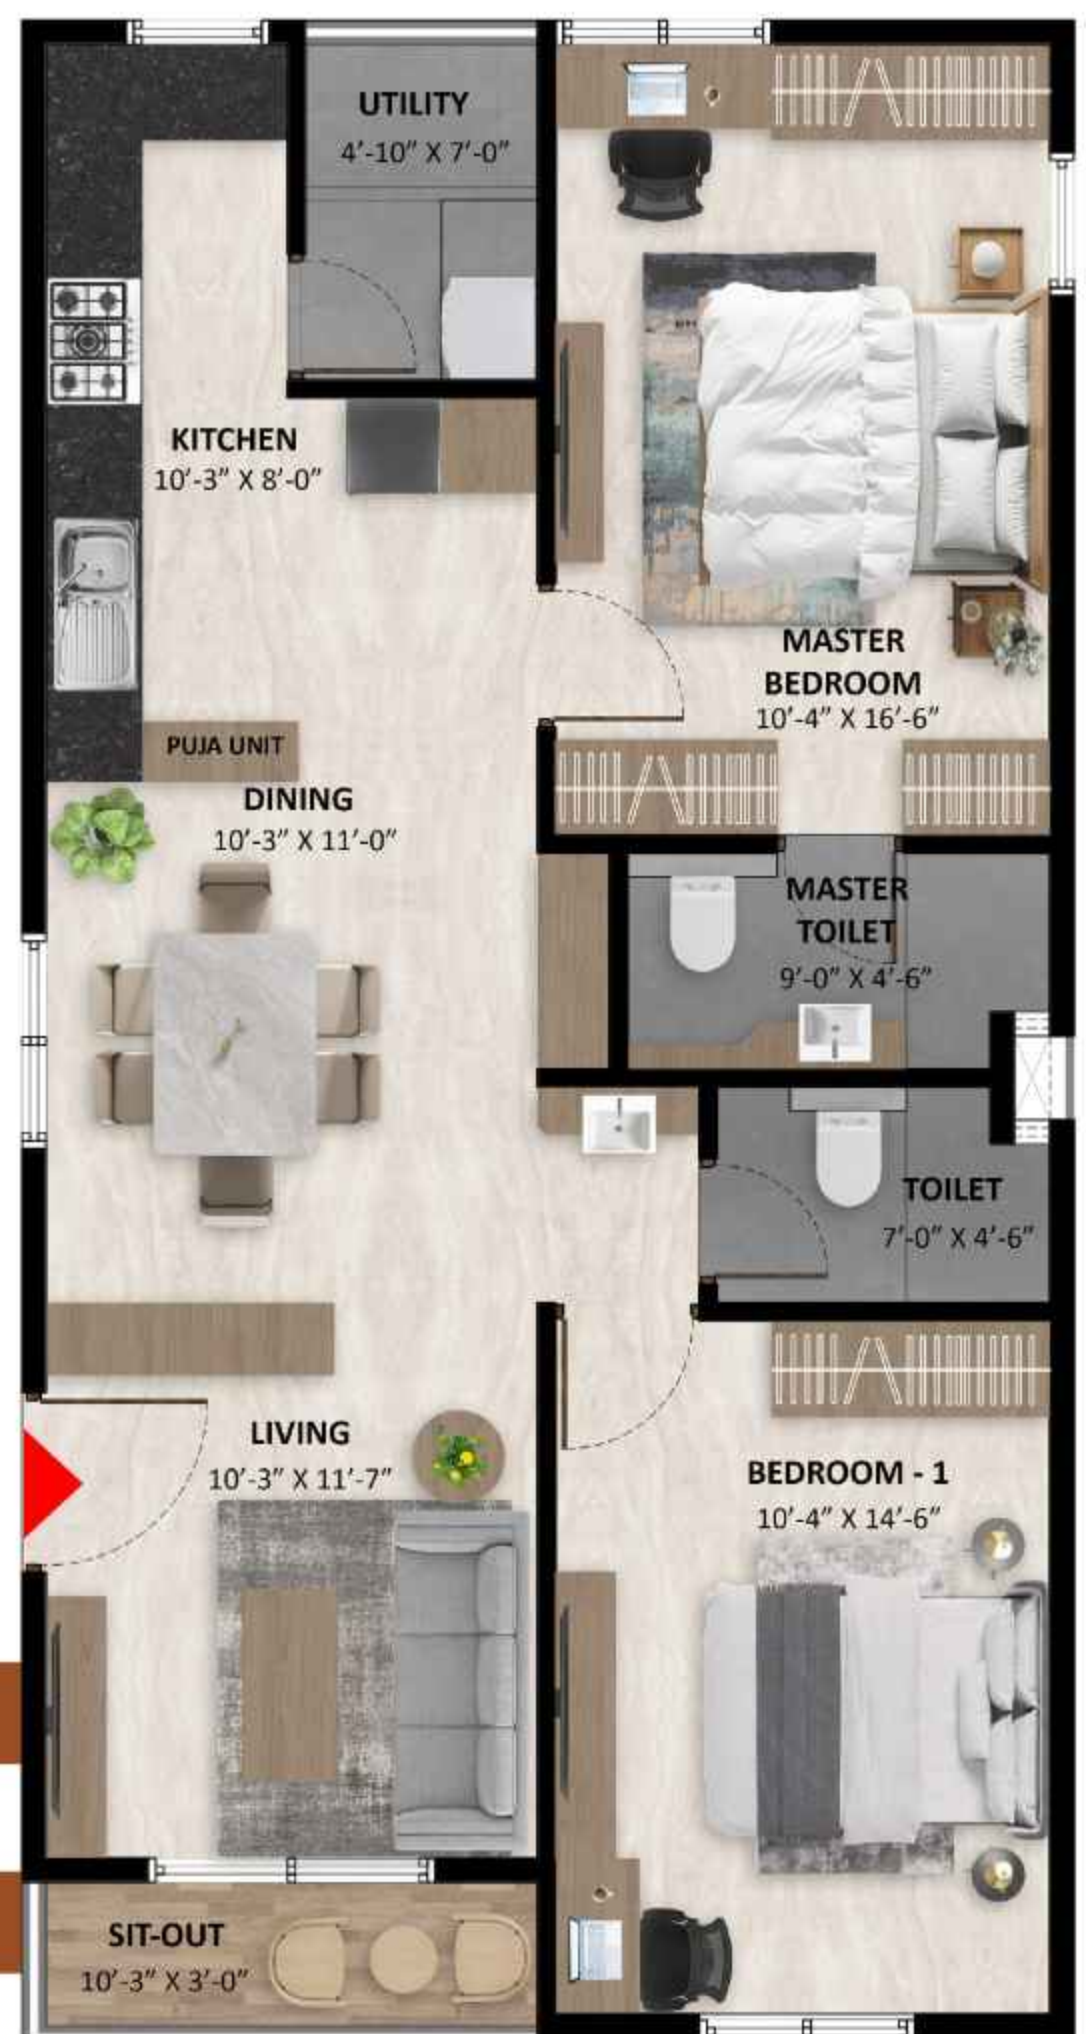 UTILITY
4’-10” X 7’-0”
KITCHEN
10’-3” X 8’-0”
MASTER
BEDROOM
10’-4” X 16’-6”
PUJA UNIT
DINING
10’-3” X 11’-0”
MASTER
TOILET
9’-0” X 4’-6”
TOILET
7’-0” X 4’-6”
LIVING
10’-3” X 11’-7”
BEDROOM - 1
10’-4” X 14’-6”
SIT-OUT
10’-3” X 3’-0”